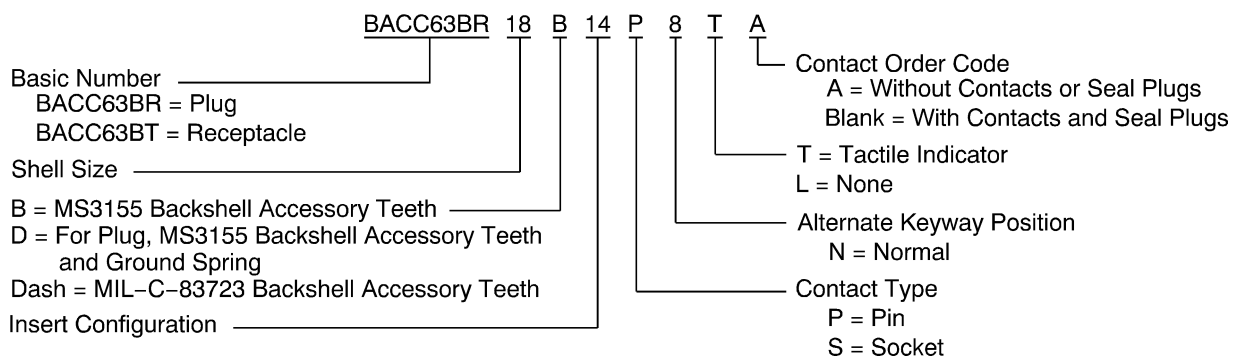 BACC63BR 18 B 14 P 8 T A
Basic Number
BACC63BR = Plug
BACC63BT = Receptacle
Shell Size
B = MS3155 Backshell Accessory Teeth
D = For Plug, MS3155 Backshell Accessory Teeth
and Ground Spring
Dash = MIL−C−83723 Backshell Accessory Teeth
Insert Configuration
Contact Order Code
A = Without Contacts or Seal Plugs
Blank = With Contacts and Seal Plugs
T = Tactile Indicator
L = None
Alternate Keyway Position
N = Normal
Contact Type
P = Pin
S = Socket